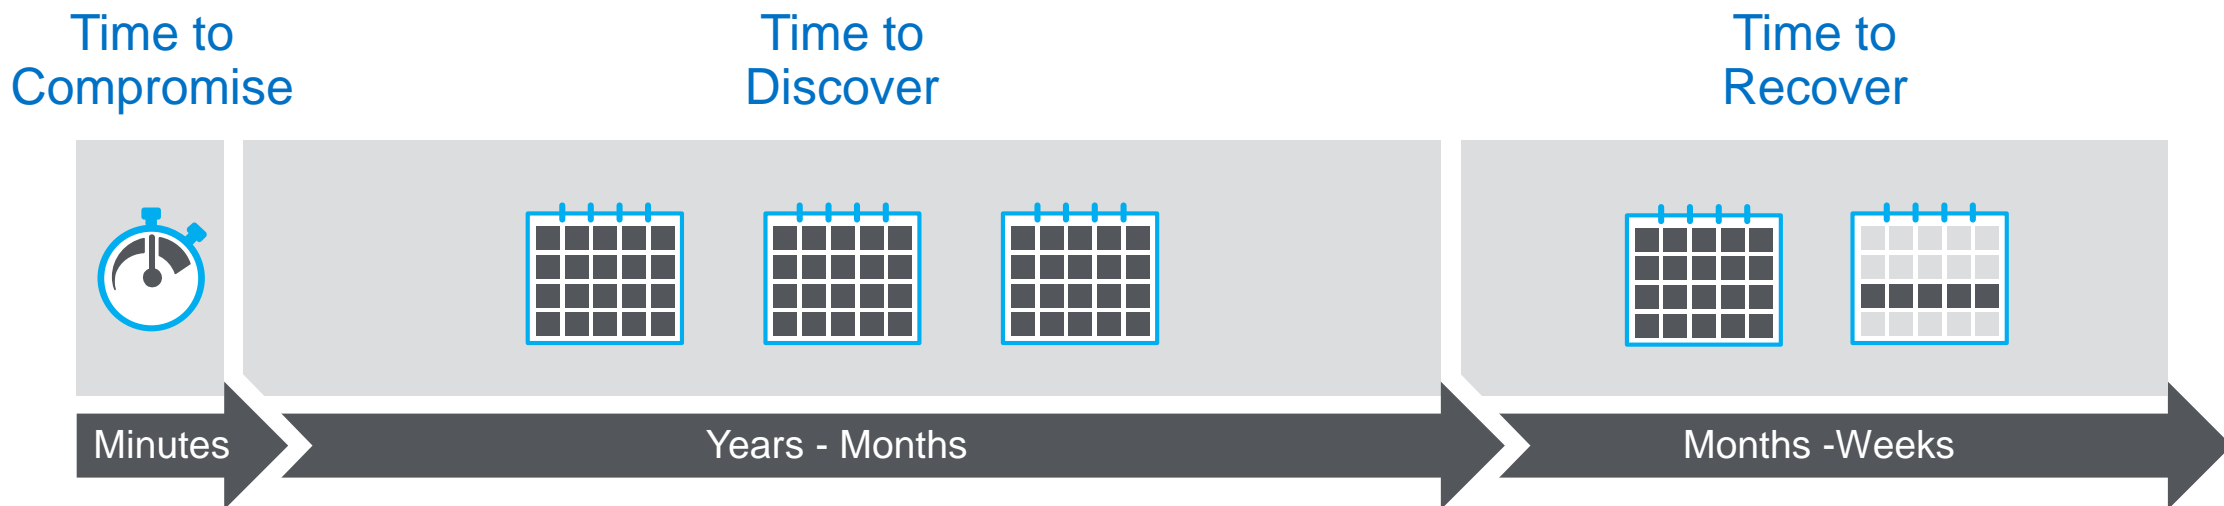 Time to
Compromise
Time to
Discover
Time to
Recover
Minutes
Years - Months
Months -Weeks